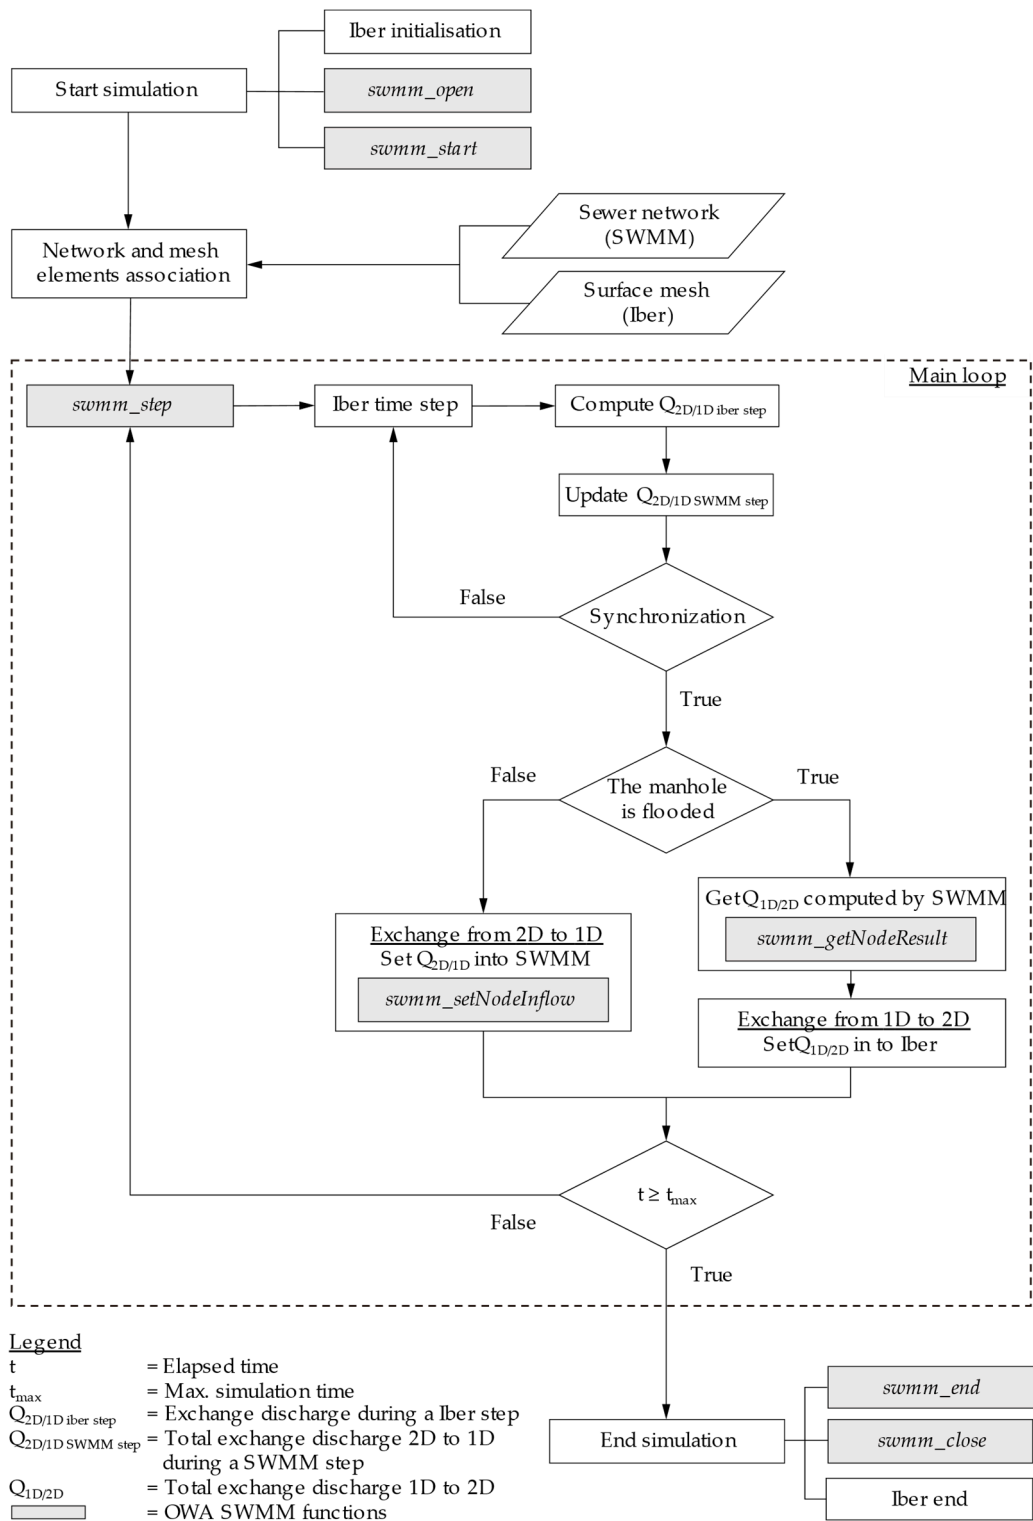 Iber initialisation
Start simulation
swmm_open
swmm_start
Sewer network
(SWMM)
Network and mesh
elements association
Surface mesh
(Iber)
Main loop
swmm_step
Iber time step
Compute Q2D/1D iber step
Update Q2D/1D SWMM step
False
Synchronization
True
False
True
The manhole
is flooded
GetQ1D/2D computed by SWMM
swmm_getNodeResult
Exchange from 2D to 1D
Set Q2D/1D into SWMM
swmm_setNodeInflow
Exchange from 1D to 2D
SetQ1D/2D in to Iber
t ≥ tmax
False
True
Legend
t = Elapsed time
tmax = Max. simulation time
Q2D/1D iber step = Exchange discharge during a Iber step
Q2D/1D SWMM step = Total exchange discharge 2D to 1D
during a SWMM step
Q1D/2D = Total exchange discharge 1D to 2D
= OWA SWMM functions
End simulation
swmm_end
swmm_close
Iber end